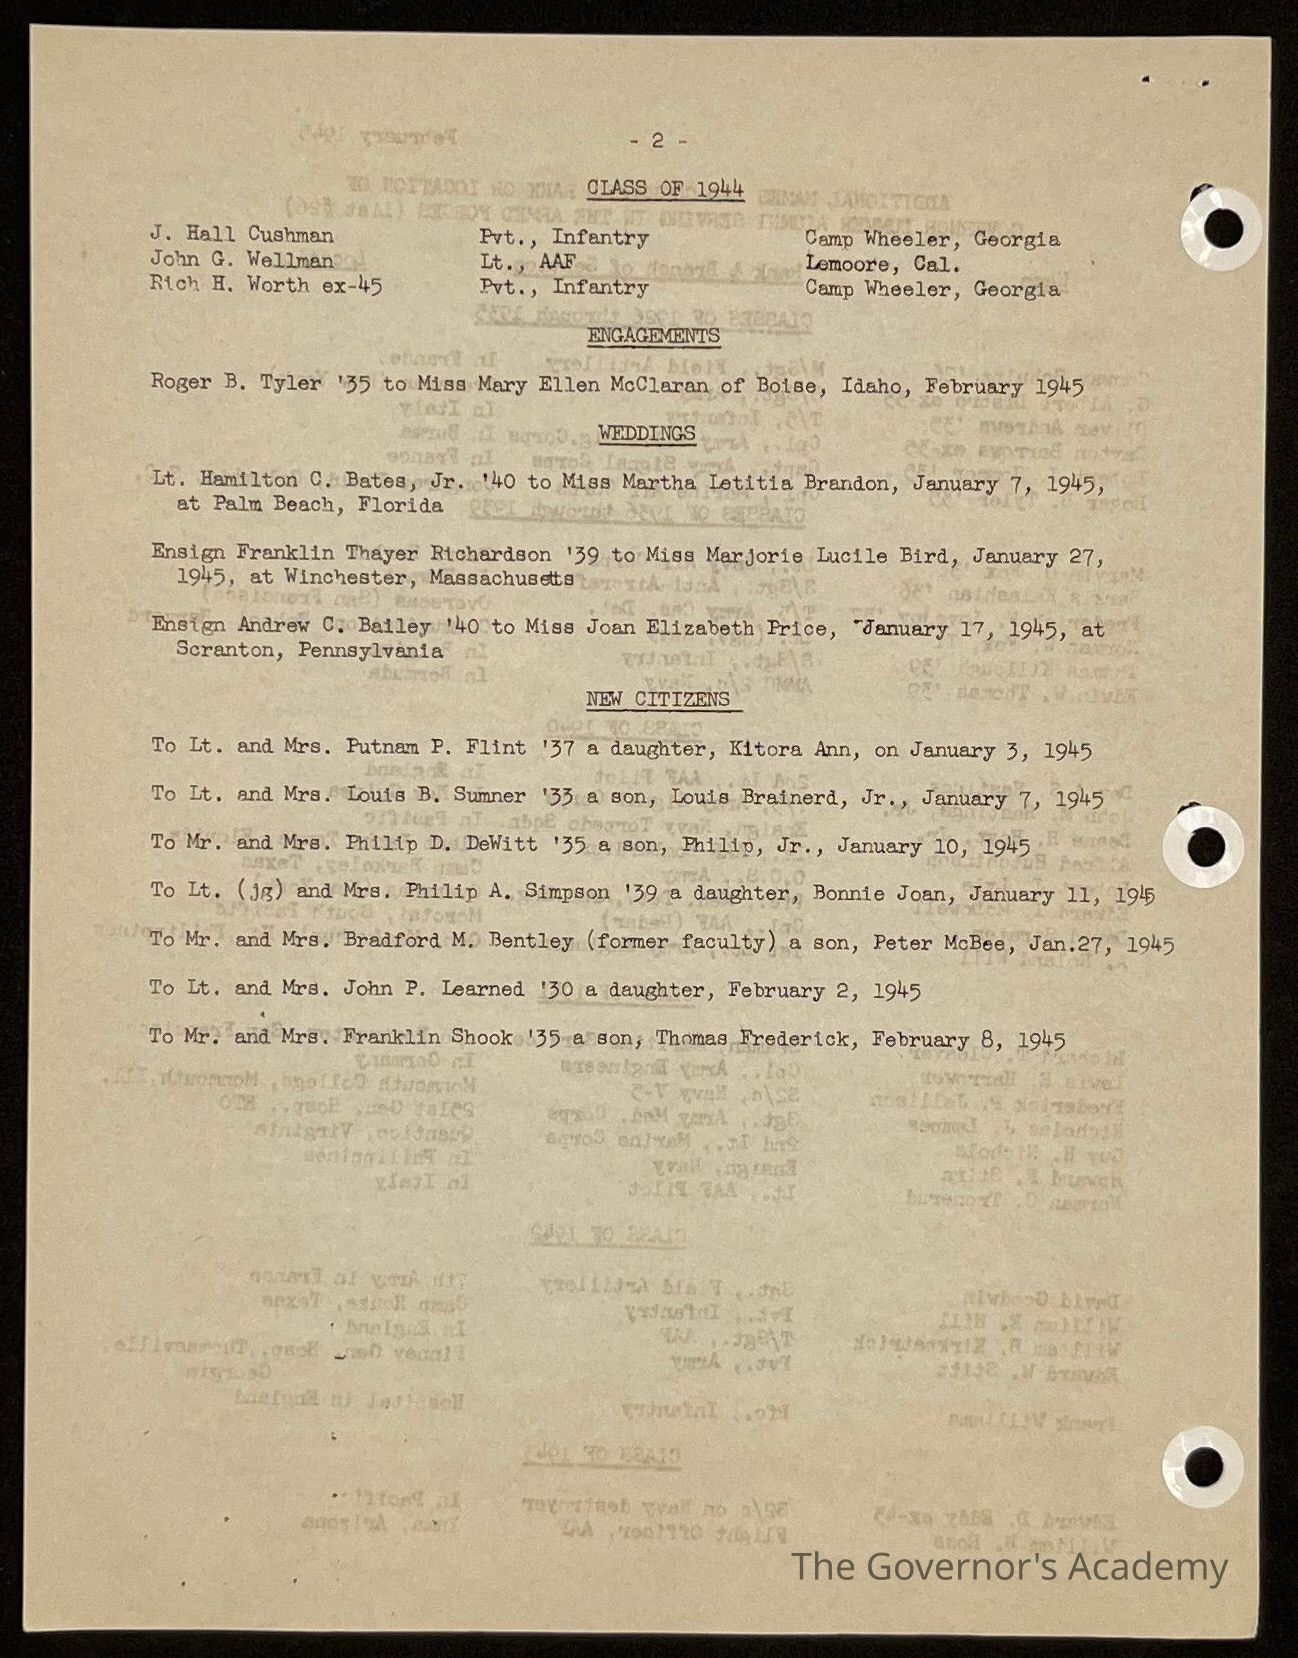 - 2 -
CLASS OF 1944
J. Hall Cushman Pvt., Infantry Camp Wheeler, Georgia
John G. Wellman Lt., AAF Lemoore, Cal.
Rich H. Worth ex-45 Pvt., Infantry Camp Wheeler, Georgia
ENGAGEMENTS
Roger B. Tyler '35 to Miss Mary Ellen McClaran of Boise, Idaho, February 1945
WEDDINGS
Lt. Hamilton C. Bates, Jr. '40 to Miss Martha Letitia Brandon, January 7, 1945,
at Palm Beach, Florida
Ensign Franklin Thayer Richardson '39 to Miss Marjorie Lucile Bird, January 27,
1945, at Winchester, Massachusetts
Ensign Andrew C. Bailey '40 to Miss Joan Elizabeth Price, January 17, 1945, at
Scranton, Pennsylvania
NEW CITIZENS
To Lt. and Mrs. Putnam P. Flint '37 a daughter, Kitora Ann, on January 3, 1945
To Lt. and Mrs. Louis B. Sumner '33 a son, Louis Brainerd, Jr., January 7, 1945
To Mr. and Mrs. Philip D. DeWitt '35 a son, Philip, Jr., January 10, 1945
To Lt. (jg) and Mrs. Philip A. Simpson '39 a daughter, Bonnie Joan, January 11, 1945
To Mr. and Mrs. Bradford M. Bentley (former faculty) a son, Peter McBee, Jan.27, 1945
To Lt. and Mrs. John P. Learned '30 a daughter, February 2, 1945
To Mr. and Mrs. Franklin Shook '35 a son, Thomas Frederick, February 8, 1945
The Governor's Academy